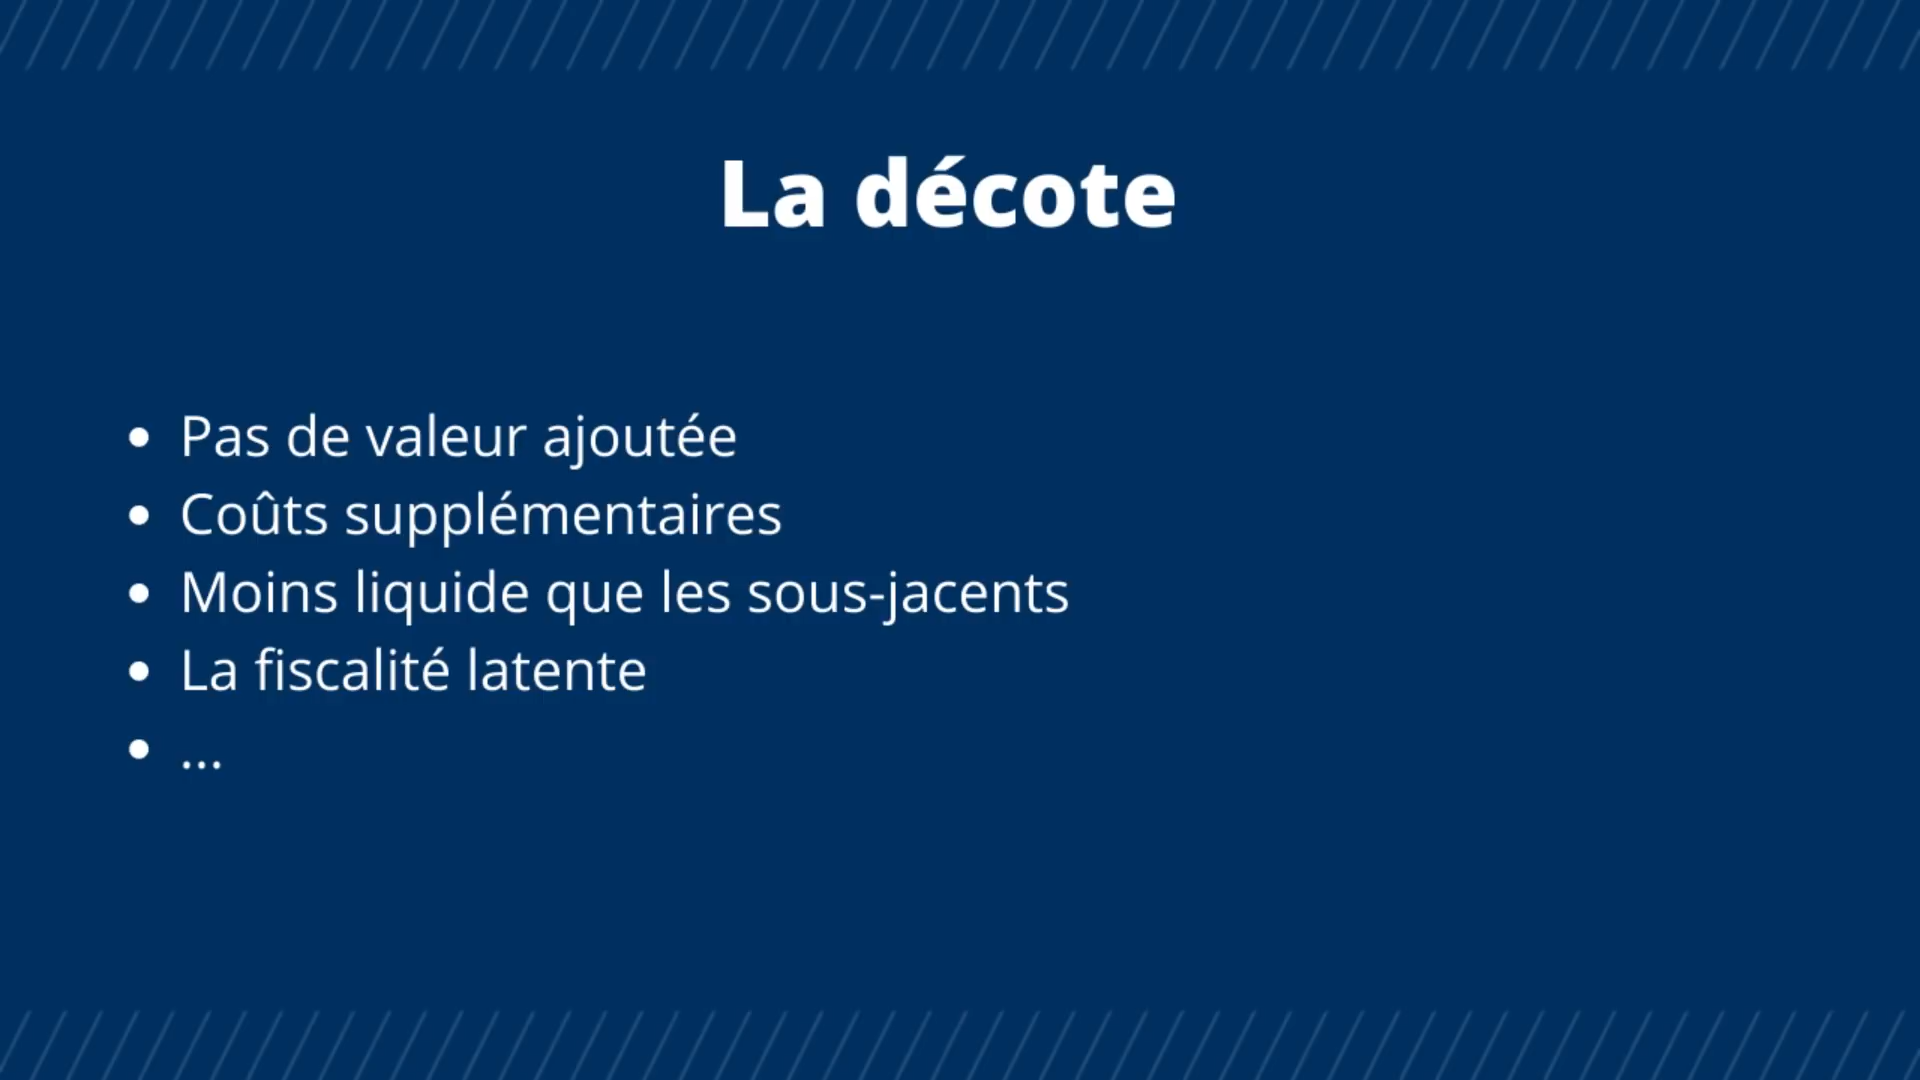 La décote
• Pas de valeur ajoutée
• Coûts supplémentaires
• Moins liquide que les sous-jacents
• La fiscalité latente
• ...